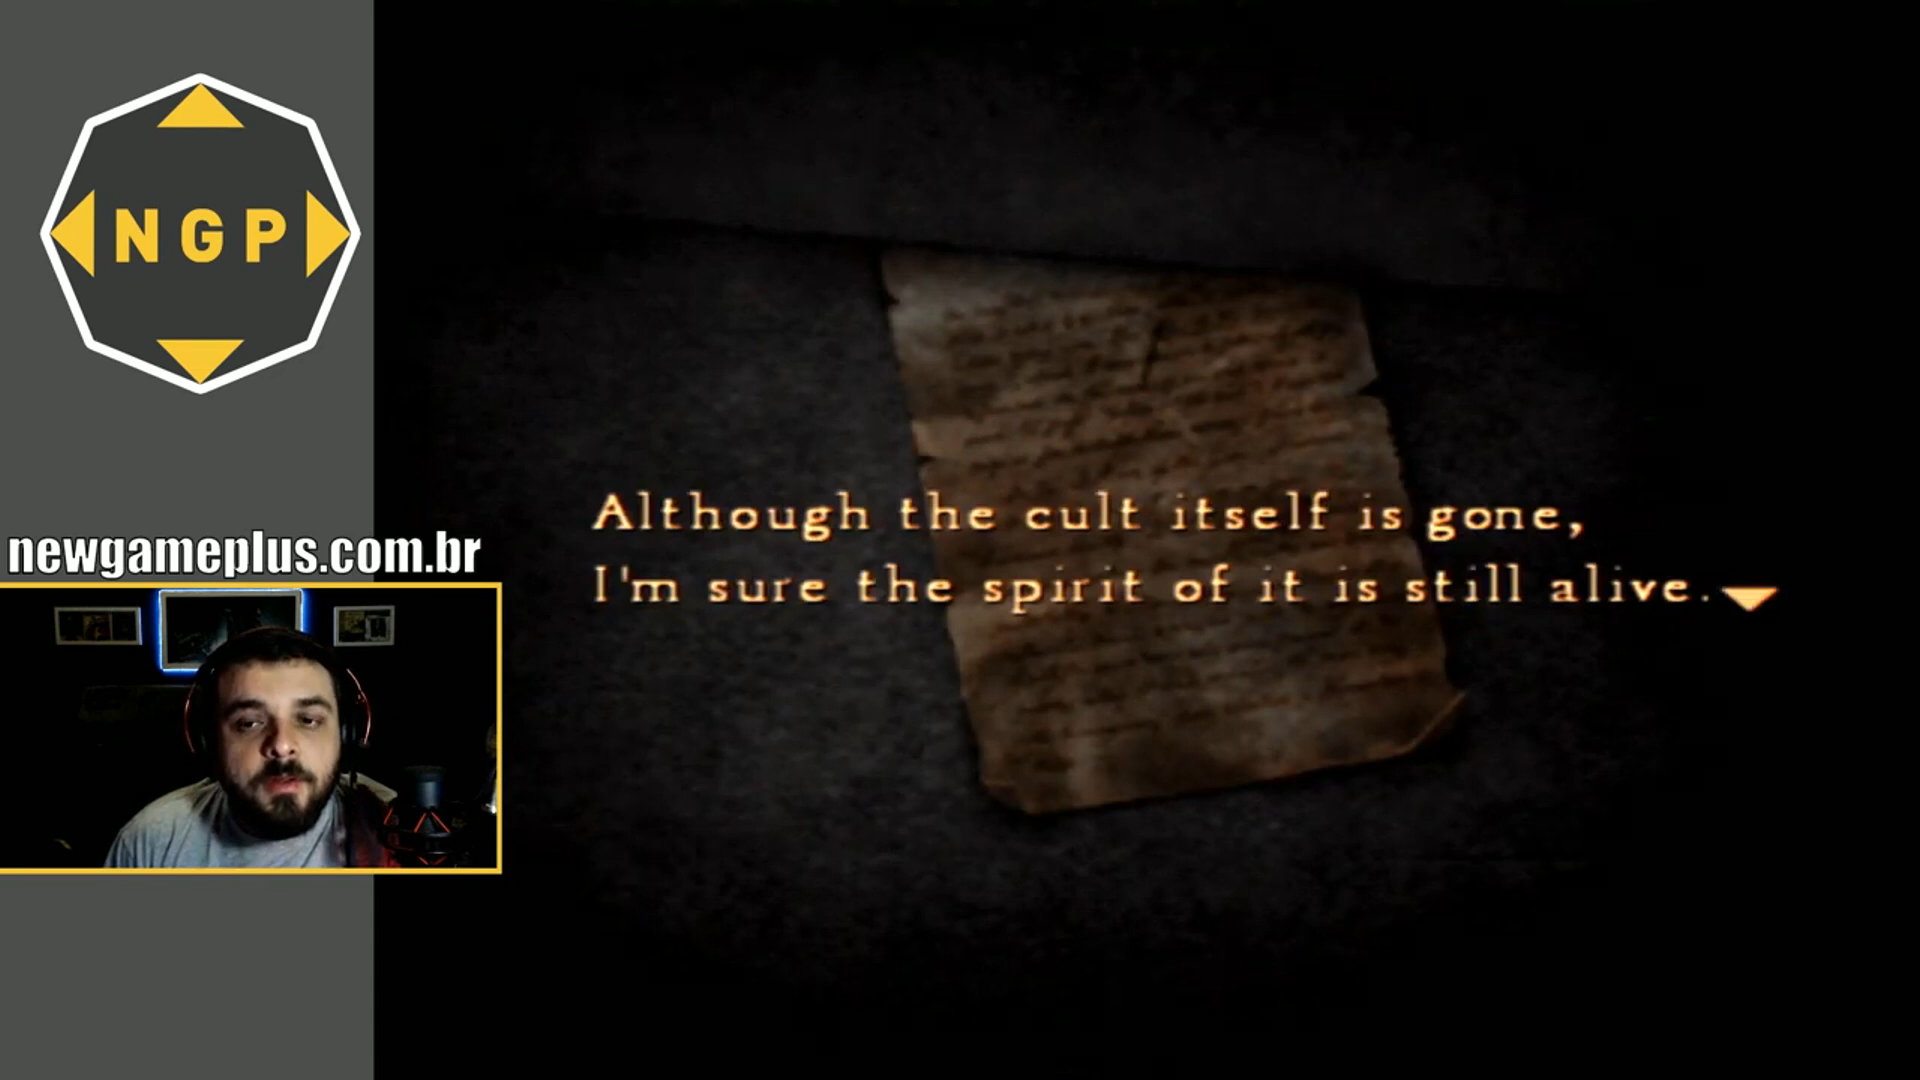 NGP
newgameplus.com.br
Although the cult itself is gone,
I'm sure the spirit of it is still alive.